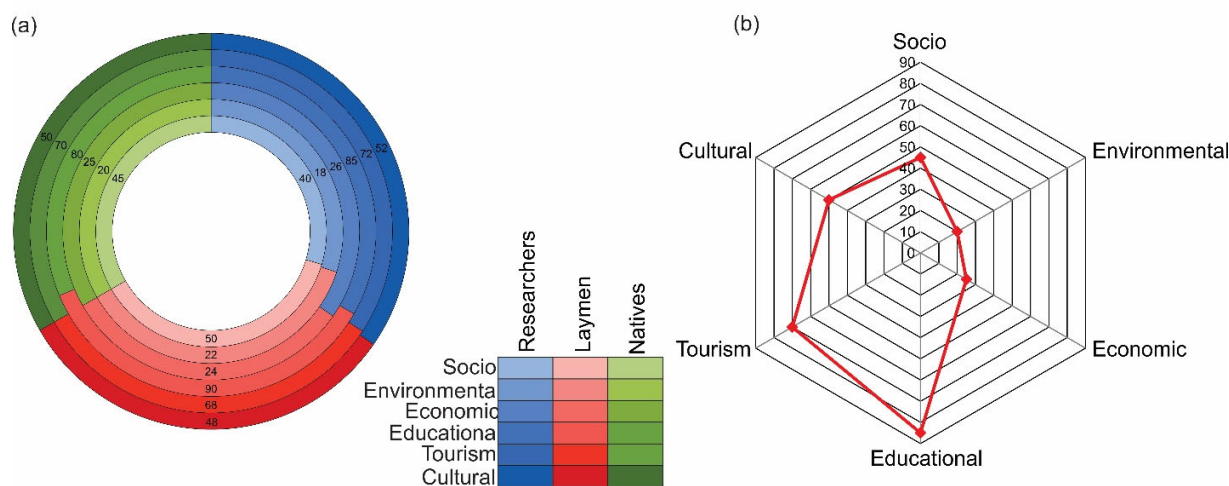 (a)
50
70
80
25
20
45
40
18
26
85
72
52
50
22
24
90
68
48
Researchers
Laymen
Natives
Socio
Environmenta
Economic
Educationa
Tourism
Cultural
(b)
Socio
90
80
70
60
50
40
30
20
10
0
Cultural
Environmental
Tourism
Economic
Educational